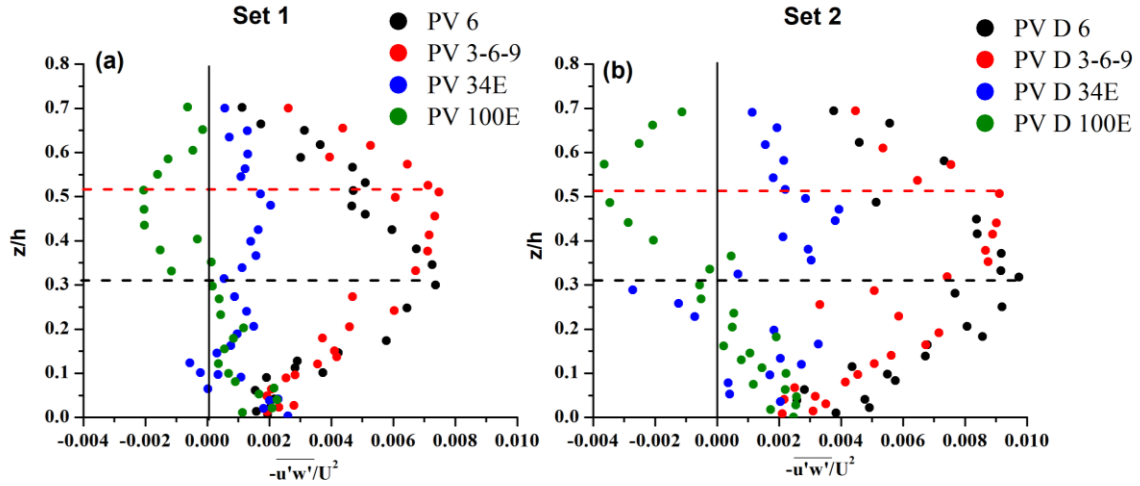 Set 1
(a)
PV 6
PV 3-6-9
PV 34E
PV 100E
0.8
0.7
0.6
0.5
0.4
0.3
0.2
0.1
0.0
z/h
-0.004 -0.002 0.000 0.002 0.004 0.006 0.008 0.010
-u'w'/U²
Set 2
(b)
PV D 6
PV D 3-6-9
PV D 34E
PV D 100E
0.8
0.7
0.6
0.5
0.4
0.3
0.2
0.1
0.0
z/h
-0.004 -0.002 0.000 0.002 0.004 0.006 0.008 0.010
-u'w'/U²